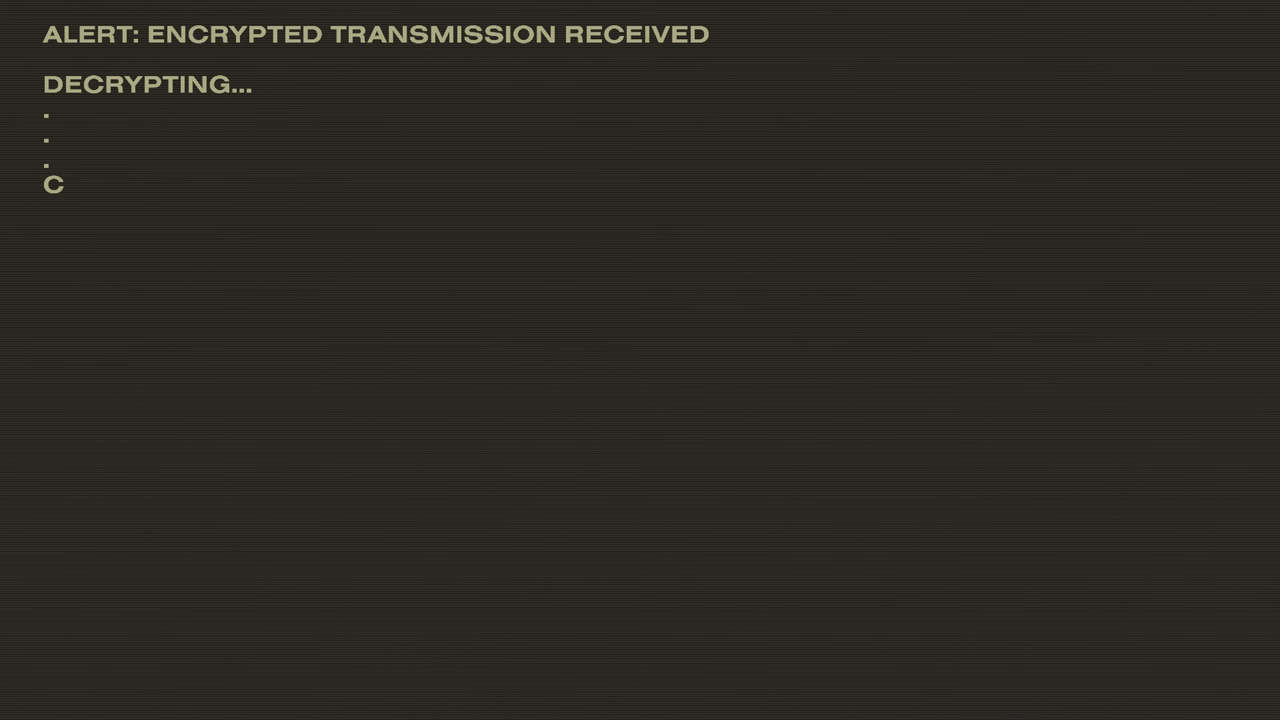 ALERT: ENCRYPTED TRANSMISSION RECEIVED
DECRYPTING...
.
.
.
C